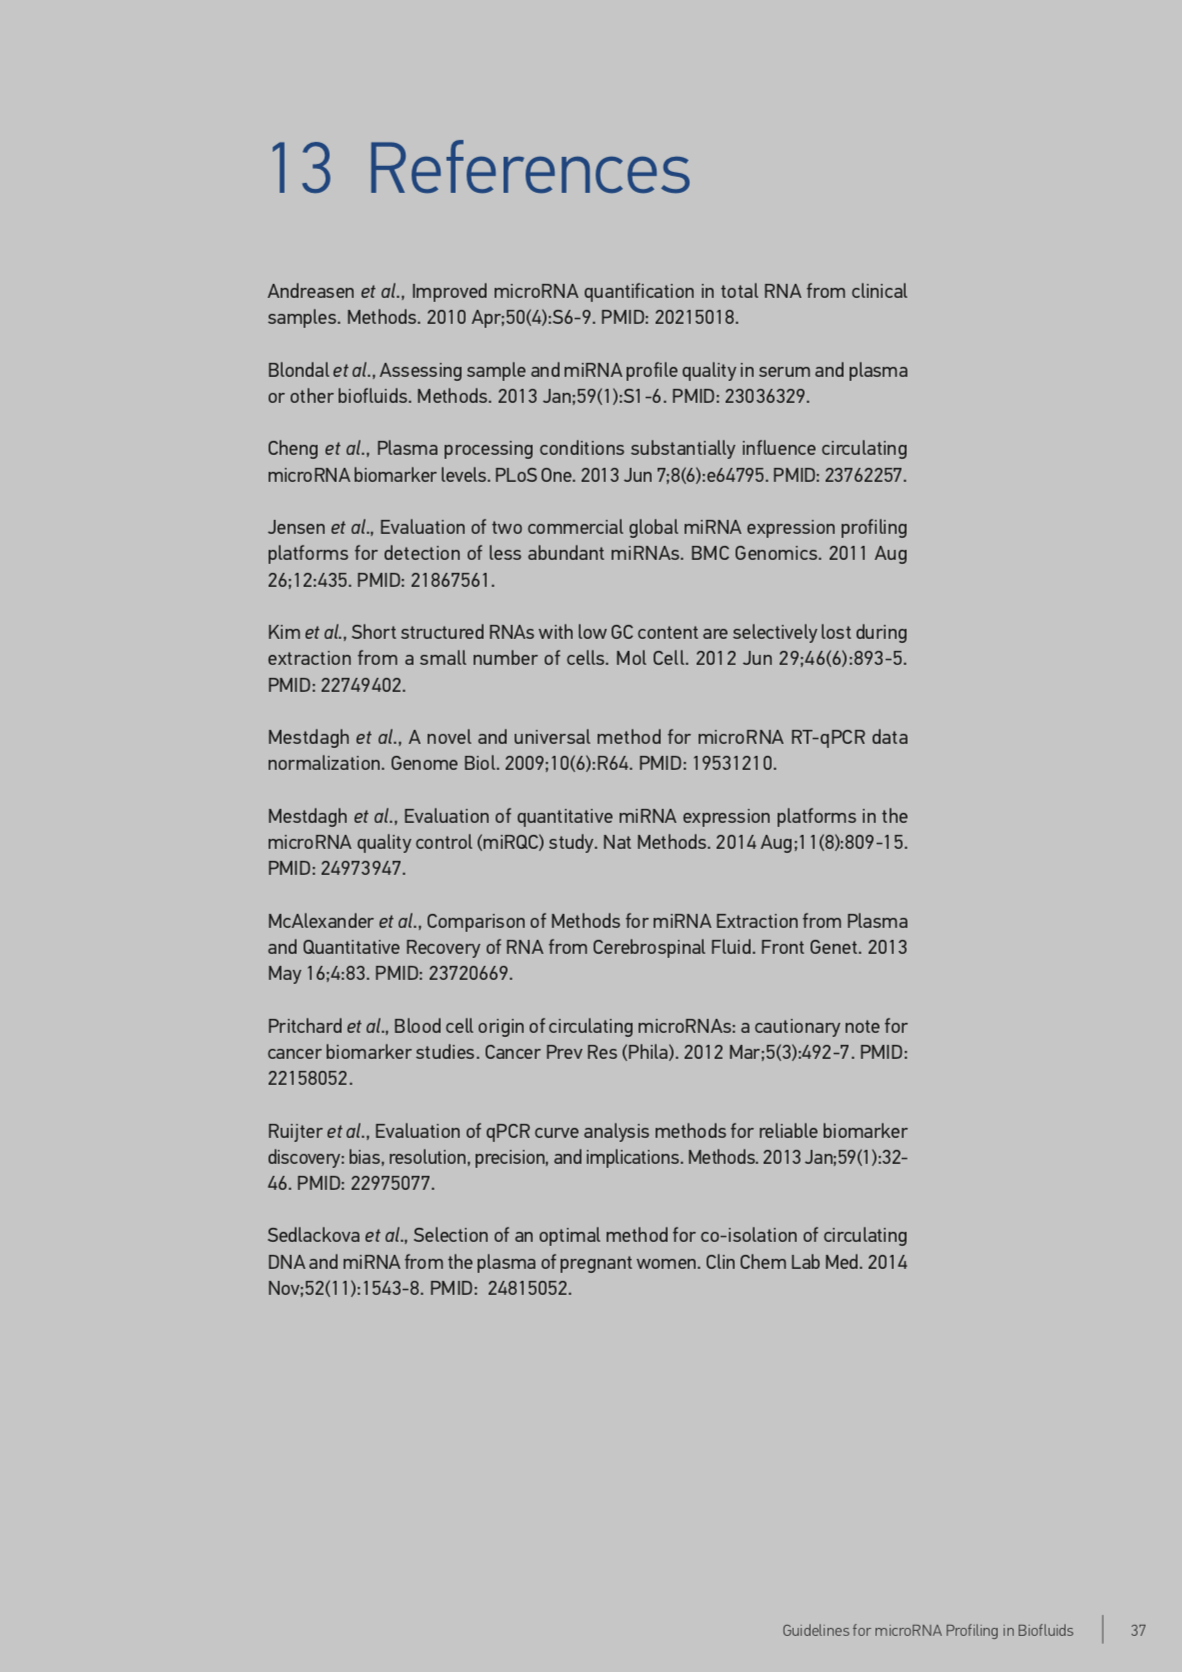 13 References
Andreasen et al., Improved microRNA quantification in total RNA from clinical
samples. Methods. 2010 Apr;50(4):S6-9. PMID: 20215018.
Blondal et al., Assessing sample and miRNA profile quality in serum and plasma
or other biofluids. Methods. 2013 Jan;59(1):S1-6. PMID: 23036329.
Cheng et al., Plasma processing conditions substantially influence circulating
microRNA biomarker levels. PLoS One. 2013 Jun 7;8(6):e64795. PMID: 23762257.
Jensen et al., Evaluation of two commercial global miRNA expression profiling
platforms for detection of less abundant miRNAs. BMC Genomics. 2011 Aug
26;12:435. PMID: 21867561.
Kim et al., Short structured RNAs with low GC content are selectively lost during
extraction from a small number of cells. Mol Cell. 2012 Jun 29;46(6):893-5.
PMID: 22749402.
Mestdagh et al., A novel and universal method for microRNA RT-qPCR data
normalization. Genome Biol. 2009;10(6):R64. PMID: 19531210.
Mestdagh et al., Evaluation of quantitative miRNA expression platforms in the
microRNA quality control (miRQC) study. Nat Methods. 2014 Aug;11(8):809-15.
PMID: 24973947.
McAlexander et al., Comparison of Methods for miRNA Extraction from Plasma
and Quantitative Recovery of RNA from Cerebrospinal Fluid. Front Genet. 2013
May 16;4:83. PMID: 23720669.
Pritchard et al., Blood cell origin of circulating microRNAs: a cautionary note for
cancer biomarker studies. Cancer Prev Res (Phila). 2012 Mar;5(3):492-7. PMID:
22158052.
Ruijter et al., Evaluation of qPCR curve analysis methods for reliable biomarker
discovery: bias, resolution, precision, and implications. Methods. 2013 Jan;59(1):32-
46. PMID: 22975077.
Sedlackova et al., Selection of an optimal method for co-isolation of circulating
DNA and miRNA from the plasma of pregnant women. Clin Chem Lab Med. 2014
Nov;52(11):1543-8. PMID: 24815052.
Guidelines for microRNA Profiling in Biofluids | 37